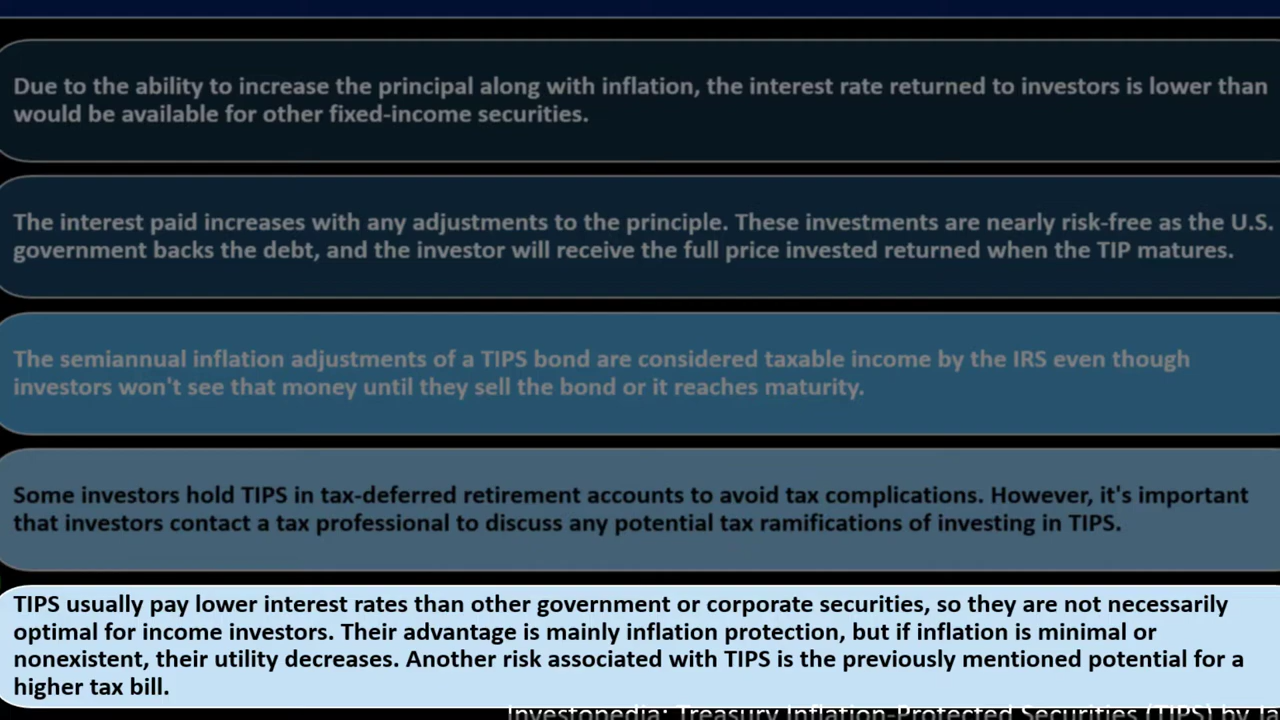 Due to the ability to increase the principal along with inflation, the interest rate returned to investors is lower than
would be available for other fixed-income securities.
The interest paid increases with any adjustments to the principle. These investments are nearly risk-free as the U.S.
government backs the debt, and the investor will receive the full price invested returned when the TIP matures.
The semiannual inflation adjustments of a TIPS bond are considered taxable income by the IRS even though
investors won't see that money until they sell the bond or it reaches maturity.
Some investors hold TIPS in tax-deferred retirement accounts to avoid tax complications. However, it's important
that investors contact a tax professional to discuss any potential tax ramifications of investing in TIPS.
TIPS usually pay lower interest rates than other government or corporate securities, so they are not necessarily
optimal for income investors. Their advantage is mainly inflation protection, but if inflation is minimal or
nonexistent, their utility decreases. Another risk associated with TIPS is the previously mentioned potential for a
higher tax bill.
Investopedia: Treasury Inflation-Protected Securities (TIPS) by